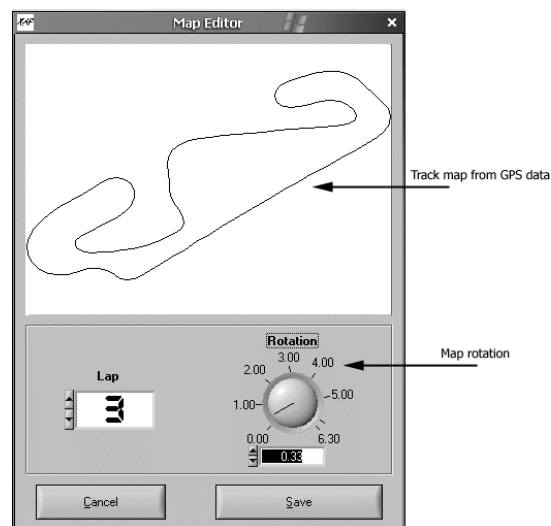 XAF
Map Editor
Track map from GPS data
Rotation
3.00
2.00
4.00
Map rotation
Lap
1.00
5.00
3
0.00
6.30
0.33
Cancel
Save